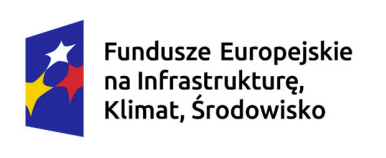 Fundusze Europejskie
na Infrastrukturę,
Klimat, Środowisko